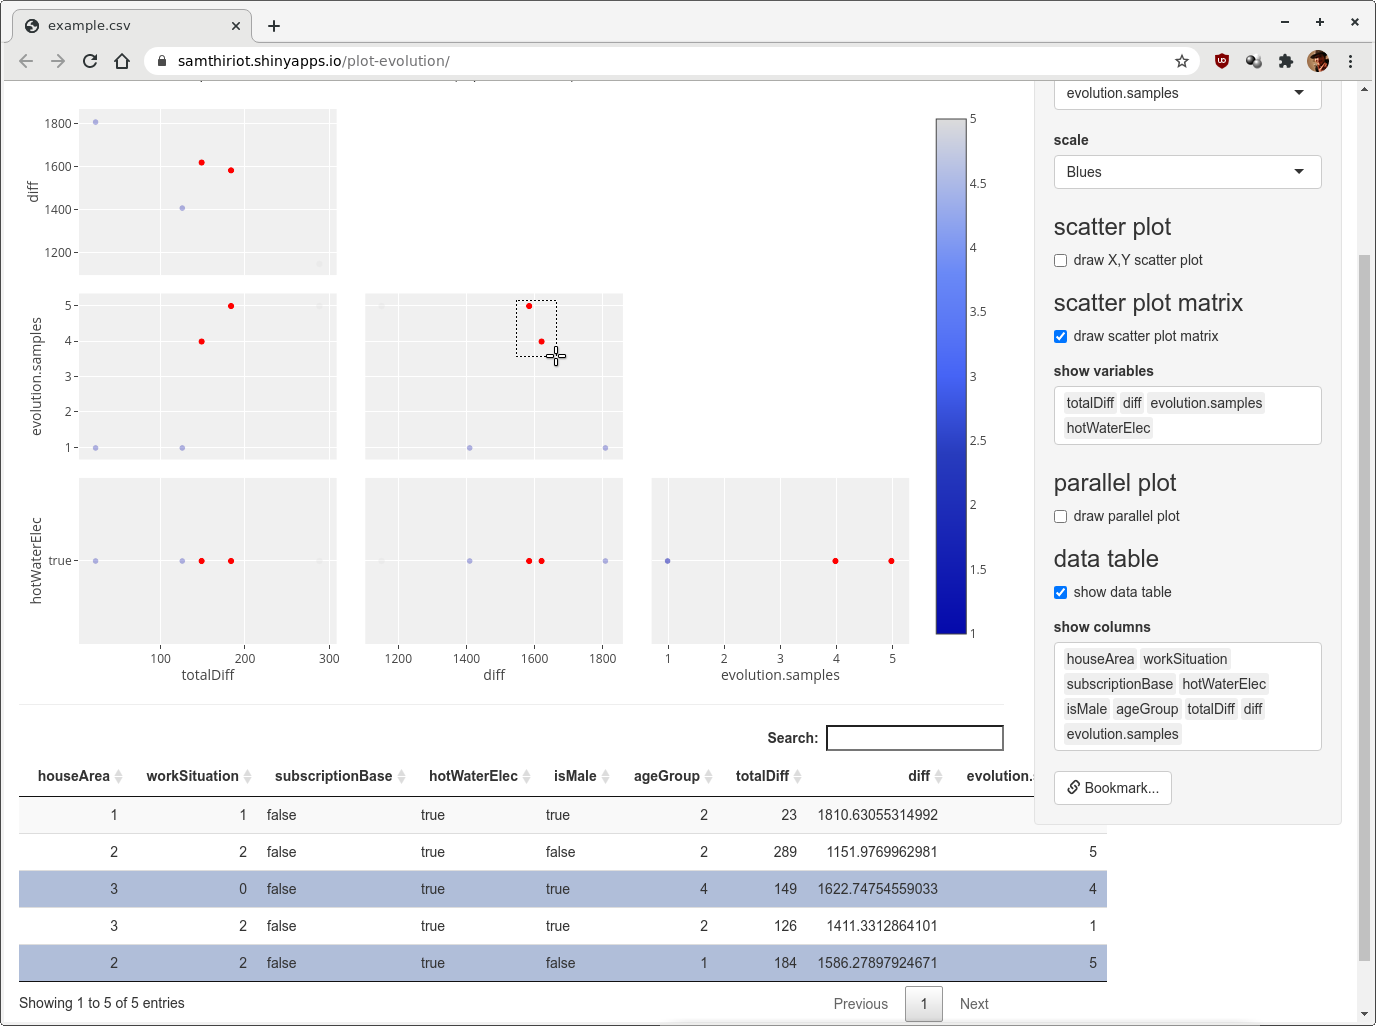 example.csv
samthiriot.shinyapps.io/plot-evolution/
1800
1600
1400
1200
diff
5
4
3
2
1
evolution.samples
true
hotWaterElec
100 200 300
totalDiff
1200 1400 1600 1800
diff
1 2 3 4 5
evolution.samples
5
4.5
4
3.5
3
2.5
2
1.5
1
evolution.samples
scale
Blues
scatter plot
draw X,Y scatter plot
scatter plot matrix
draw scatter plot matrix
show variables
totalDiff diff evolution.samples
hotWaterElec
parallel plot
draw parallel plot
data table
show data table
show columns
houseArea workSituation
subscriptionBase hotWaterElec
isMale ageGroup totalDiff diff
evolution.samples
Bookmark...
Search:
houseArea workSituation subscriptionBase hotWaterElec isMale ageGroup totalDiff diff evolution.
1 1 false true true 2 23 1810.63055314992
2 2 false true false 2 289 1151.9769962981 5
3 0 false true true 4 149 1622.74754559033 4
3 2 false true true 2 126 1411.3312864101 1
2 2 false true false 1 184 1586.27897924671 5
Showing 1 to 5 of 5 entries
Previous 1 Next